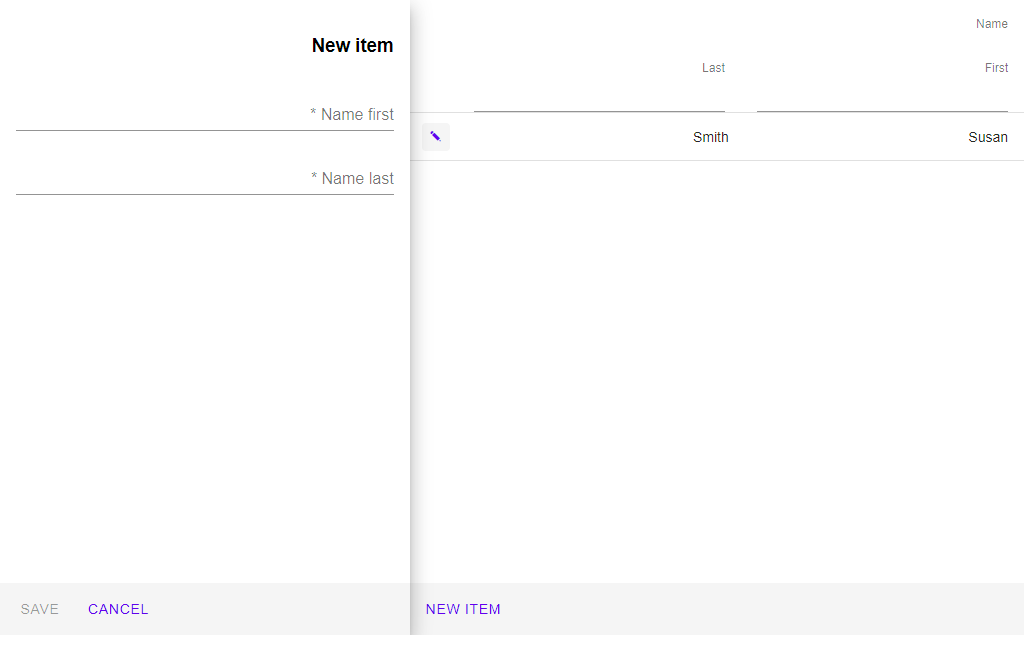 New item
* Name first
* Name last
SAVE CANCEL
Name
Last First
Smith Susan
NEW ITEM